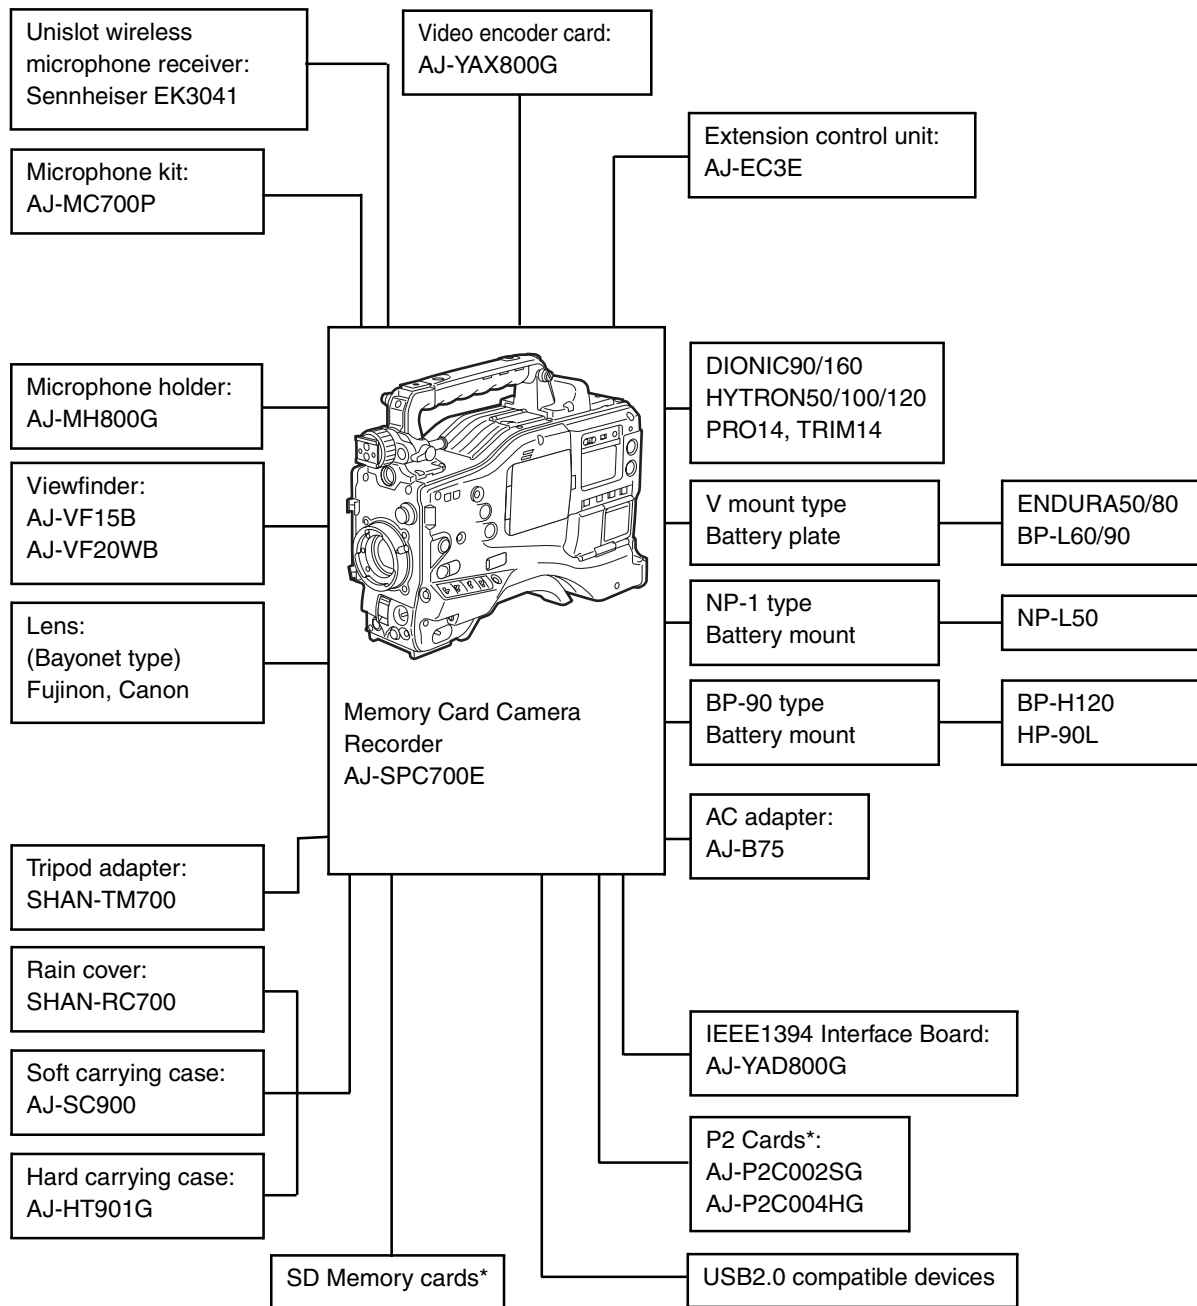 Unislot wireless
microphone receiver:
Sennheiser EK3041
Video encoder card:
AJ-YAX800G
Extension control unit:
AJ-EC3E
Microphone kit:
AJ-MC700P
Microphone holder:
AJ-MH800G
Viewfinder:
AJ-VF15B
AJ-VF20WB
Lens:
(Bayonet type)
Fujinon, Canon
Memory Card Camera
Recorder
AJ-SPC700E
DIONIC90/160
HYTRON50/100/120
PRO14, TRIM14
V mount type
Battery plate
ENDURA50/80
BP-L60/90
NP-1 type
Battery mount
NP-L50
BP-90 type
Battery mount
BP-H120
HP-90L
AC adapter:
AJ-B75
Tripod adapter:
SHAN-TM700
Rain cover:
SHAN-RC700
Soft carrying case:
AJ-SC900
Hard carrying case:
AJ-HT901G
IEEE1394 Interface Board:
AJ-YAD800G
P2 Cards*:
AJ-P2C002SG
AJ-P2C004HG
SD Memory cards*
USB2.0 compatible devices